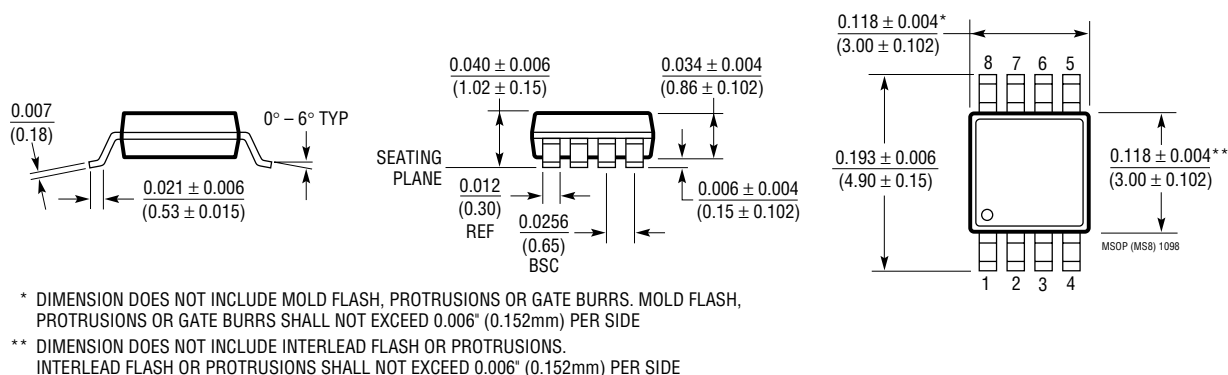 0.007
(0.18)
0.021 ± 0.006
(0.53 ± 0.015)
0° – 6° TYP
0.040 ± 0.006
(1.02 ± 0.15)
0.034 ± 0.004
(0.86 ± 0.102)
SEATING
PLANE
0.012
(0.30)
REF
0.0256
(0.65)
BSC
0.006 ± 0.004
(0.15 ± 0.102)
0.118 ± 0.004*
(3.00 ± 0.102)
8 7 6 5
0.193 ± 0.006
(4.90 ± 0.15)
0.118 ± 0.004**
(3.00 ± 0.102)
MSOP (MS8) 1098
1 2 3 4
* DIMENSION DOES NOT INCLUDE MOLD FLASH, PROTRUSIONS OR GATE BURRS. MOLD FLASH,
PROTRUSIONS OR GATE BURRS SHALL NOT EXCEED 0.006" (0.152mm) PER SIDE
** DIMENSION DOES NOT INCLUDE INTERLEAD FLASH OR PROTRUSIONS.
INTERLEAD FLASH OR PROTRUSIONS SHALL NOT EXCEED 0.006" (0.152mm) PER SIDE